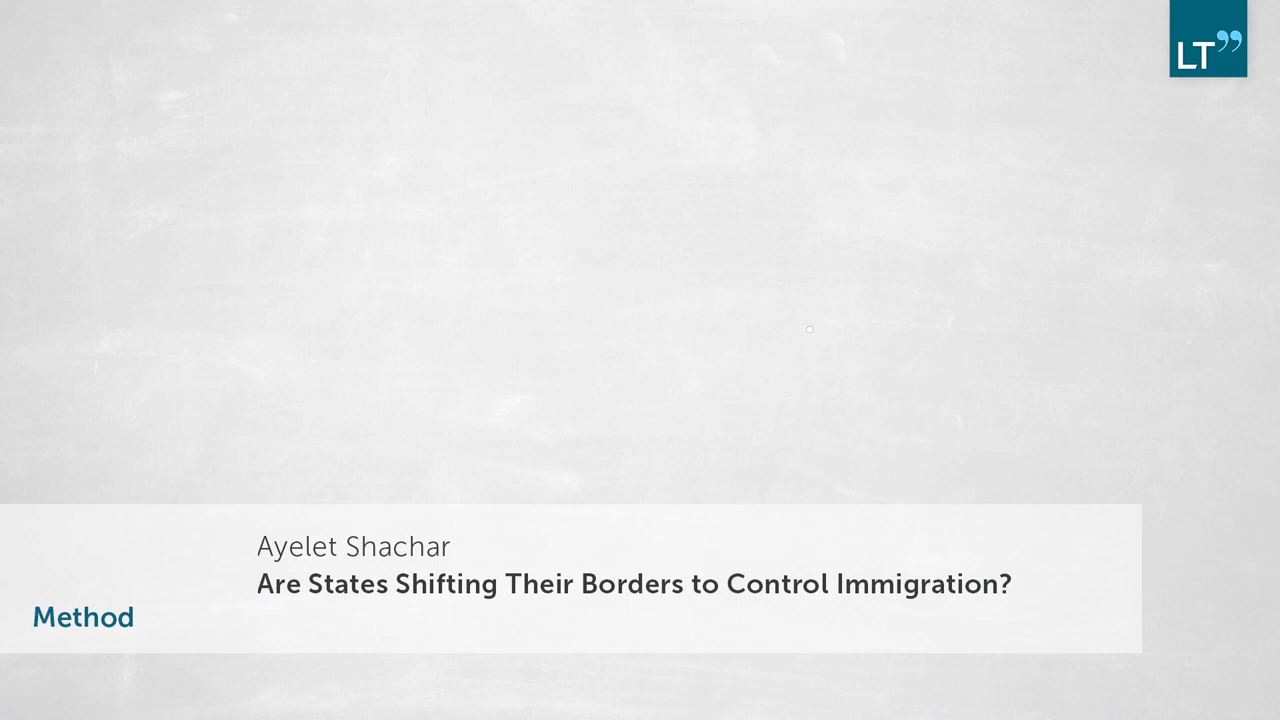 LT”
Ayelet Shachar
Are States Shifting Their Borders to Control Immigration?
Method